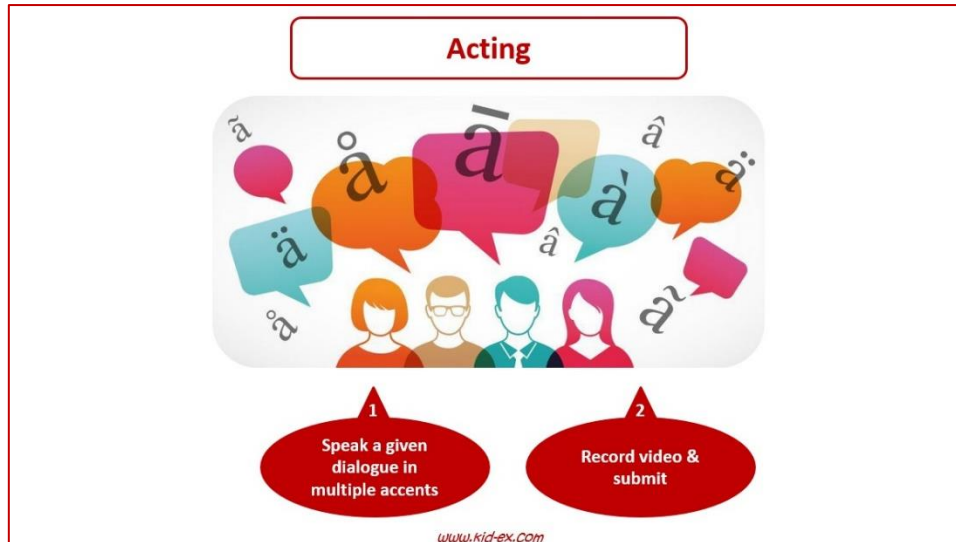 Acting
ã
å
ā
â
ä
à
ä
â
å
ã
1
Speak a given
dialogue in
multiple accents
2
Record video &
submit
www.kid-ex.com